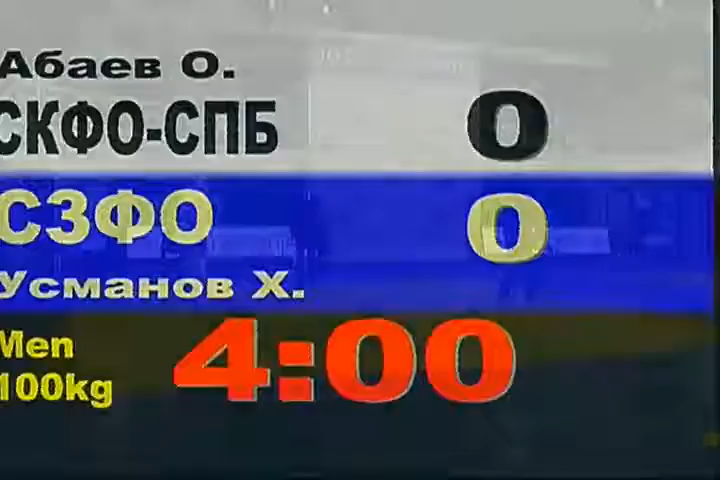 Абаев О.
СКФО-СПБ 0
СЗФО 0
Усманов Х.
Men
100kg
4:00